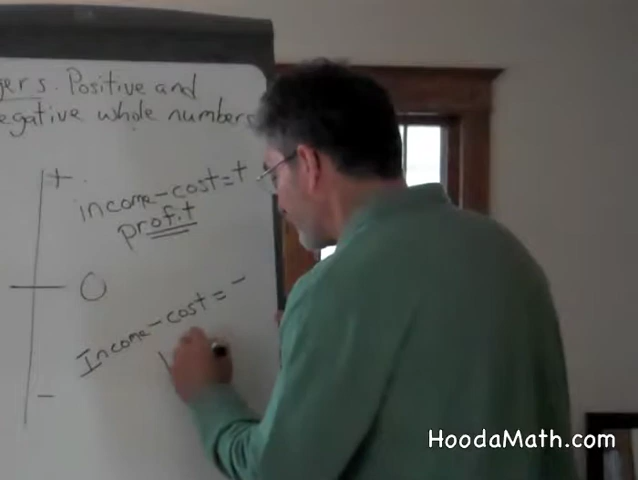 gers. Positive and
egative whole numbers
+
income-cost=+
profit
0
Income-cost=-
-
HoodaMath.com